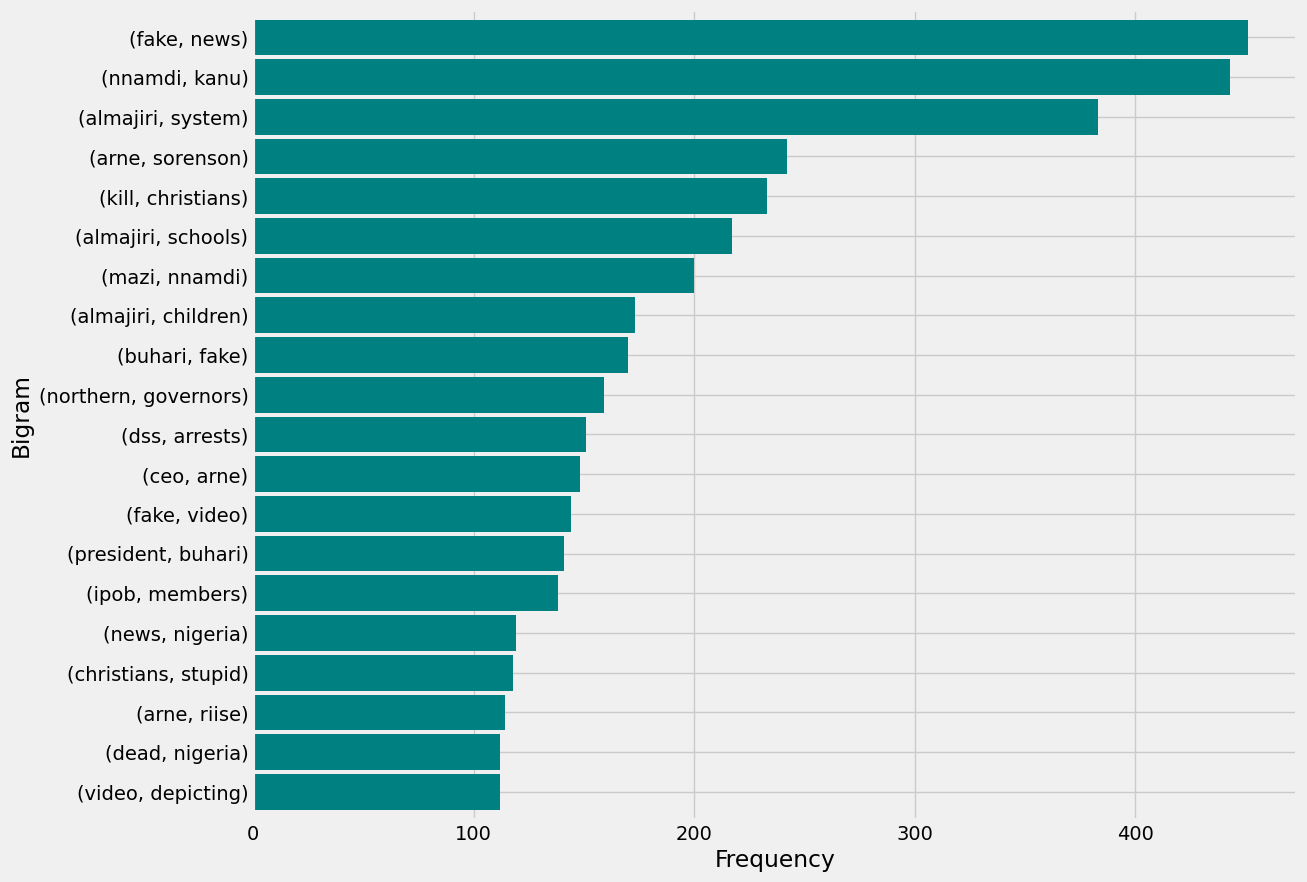 (fake, news)
(nnamdi, kanu)
(almajiri, system)
(arne, sorenson)
(kill, christians)
(almajiri, schools)
(mazi, nnamdi)
(almajiri, children)
(buhari, fake)
(northern, governors)
(dss, arrests)
(ceo, arne)
(fake, video)
(president, buhari)
(ipob, members)
(news, nigeria)
(christians, stupid)
(arne, riise)
(dead, nigeria)
(video, depicting)
Bigram
0 100 200 300 400
Frequency